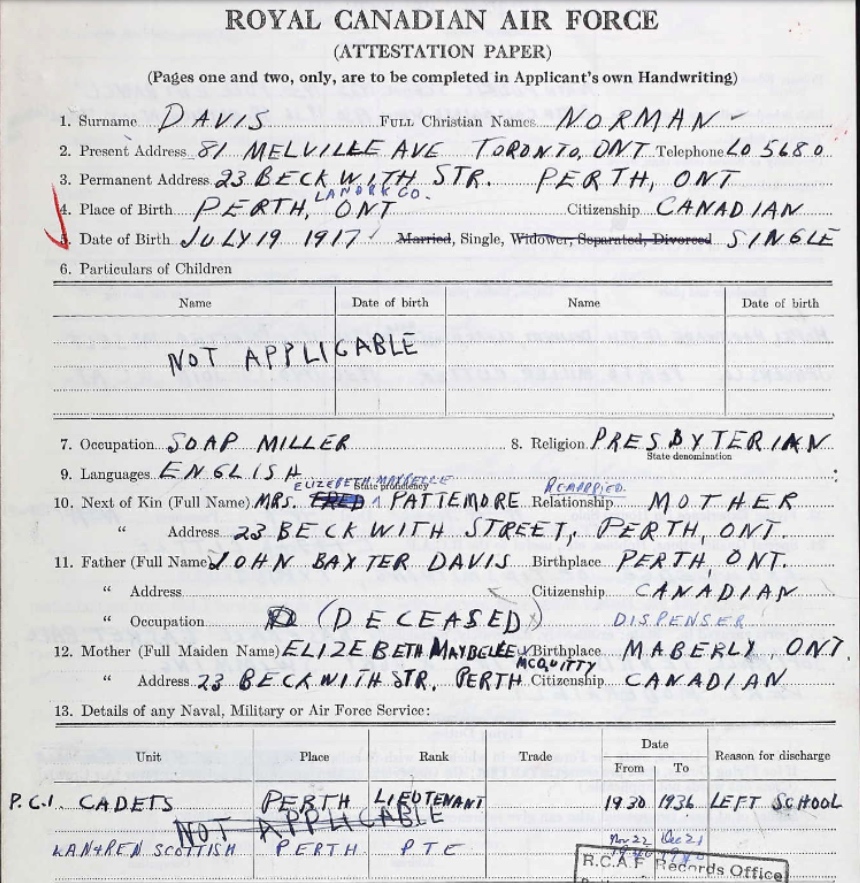 ROYAL CANADIAN AIR FORCE
(ATTESTATION PAPER)
(Pages one and two, only, are to be completed in Applicant's own Handwriting)
1. Surname DAVIS FULL Christian Names NORMAN
2. Present Address 81 MELVILLE AVE TORONTO, ONT Telephone LO 5680
3. Permanent Address 23 BECKWITH STR. PERTH, ONT
LANARK CO.
4. Place of Birth PERTH, ONT Citizenship CANADIAN
5. Date of Birth JULY 19 1917 Married, Single, Widower, Separated, Divorced SINGLE
6. Particulars of Children
Name Date of birth Name Date of birth
NOT APPLICABLE
7. Occupation SOAP MILLER 8. Religion PRESBYTERIAN
State denomination
9. Languages ENGLISH
State proficiency
ELIZEBETH MAYBELLE REMARRIED
10. Next of Kin (Full Name) MRS. FRED PATTEMORE Relationship MOTHER
" Address 23 BECKWITH STREET, PERTH, ONT.
11. Father (Full Name) JOHN BAXTER DAVIS Birthplace PERTH, ONT.
" Address Citizenship CANADIAN
" Occupation (DECEASED) DISPENSER
12. Mother (Full Maiden Name) ELIZEBETH MAYBELLE Birthplace MABERLY ONT.
MCQUITTY
" Address 23 BECKWITH STR. PERTH Citizenship CANADIAN
13. Details of any Naval, Military or Air Force Service:
Unit Place Rank Trade Date Reason for discharge
From To
P.C.I. CADETS PERTH LIEUTENANT 1930 1936 LEFT SCHOOL
NOT APPLICABLE
LAN & REN SCOTTISH PERTH PTE Nov 22 1940 Dec 21 1940
R.C.A.F. Records Office